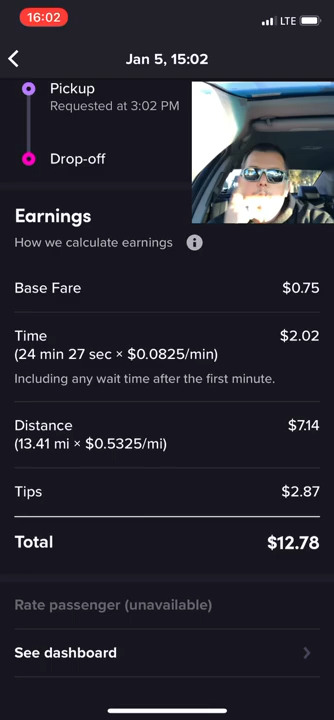 16:02
LTE
Jan 5, 15:02
Pickup
Requested at 3:02 PM
Drop-off
Earnings
How we calculate earnings i
Base Fare $0.75
Time $2.02
(24 min 27 sec × $0.0825/min)
Including any wait time after the first minute.
Distance $7.14
(13.41 mi × $0.5325/mi)
Tips $2.87
Total $12.78
Rate passenger (unavailable)
See dashboard